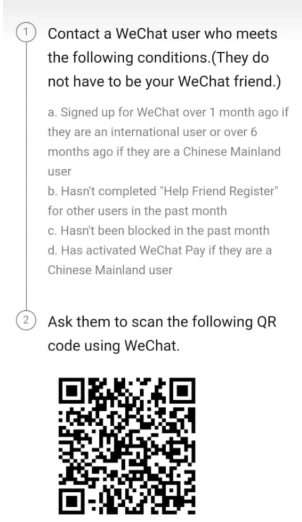 1 Contact a WeChat user who meets
the following conditions.(They do
not have to be your WeChat friend.)
a. Signed up for WeChat over 1 month ago if
they are an international user or over 6
months ago if they are a Chinese Mainland
user
b. Hasn't completed "Help Friend Register"
for other users in the past month
c. Hasn't been blocked in the past month
d. Has activated WeChat Pay if they are a
Chinese Mainland user
2 Ask them to scan the following QR
code using WeChat.